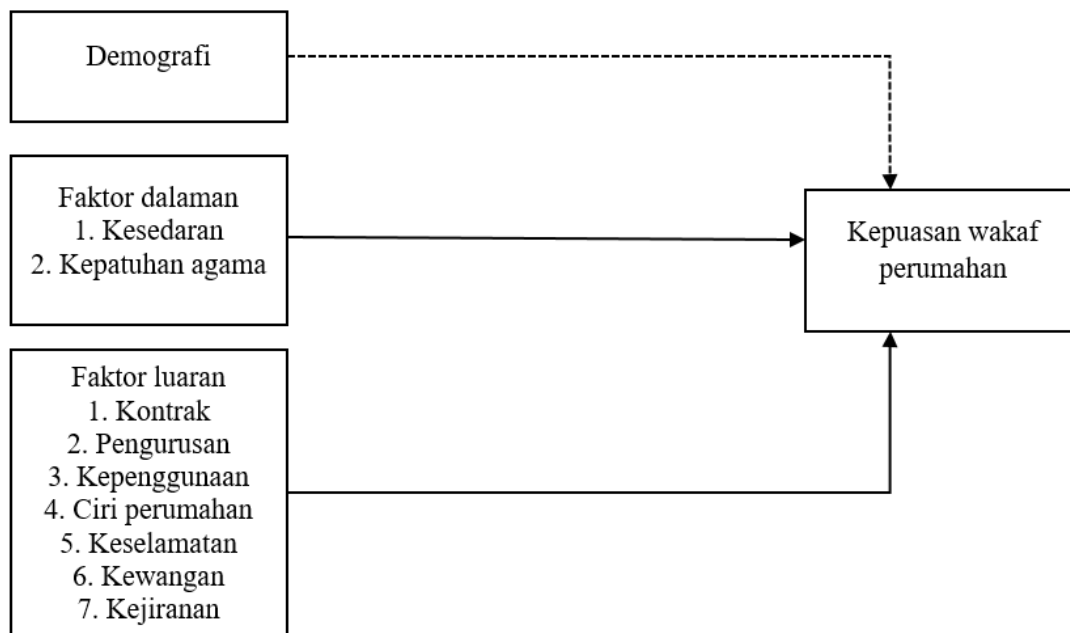 Demografi
Faktor dalaman
1. Kesedaran
2. Kepatuhan agama
Kepuasan wakaf
perumahan
Faktor luaran
1. Kontrak
2. Pengurusan
3. Kepenggunaan
4. Ciri perumahan
5. Keselamatan
6. Kewangan
7. Kejiranan